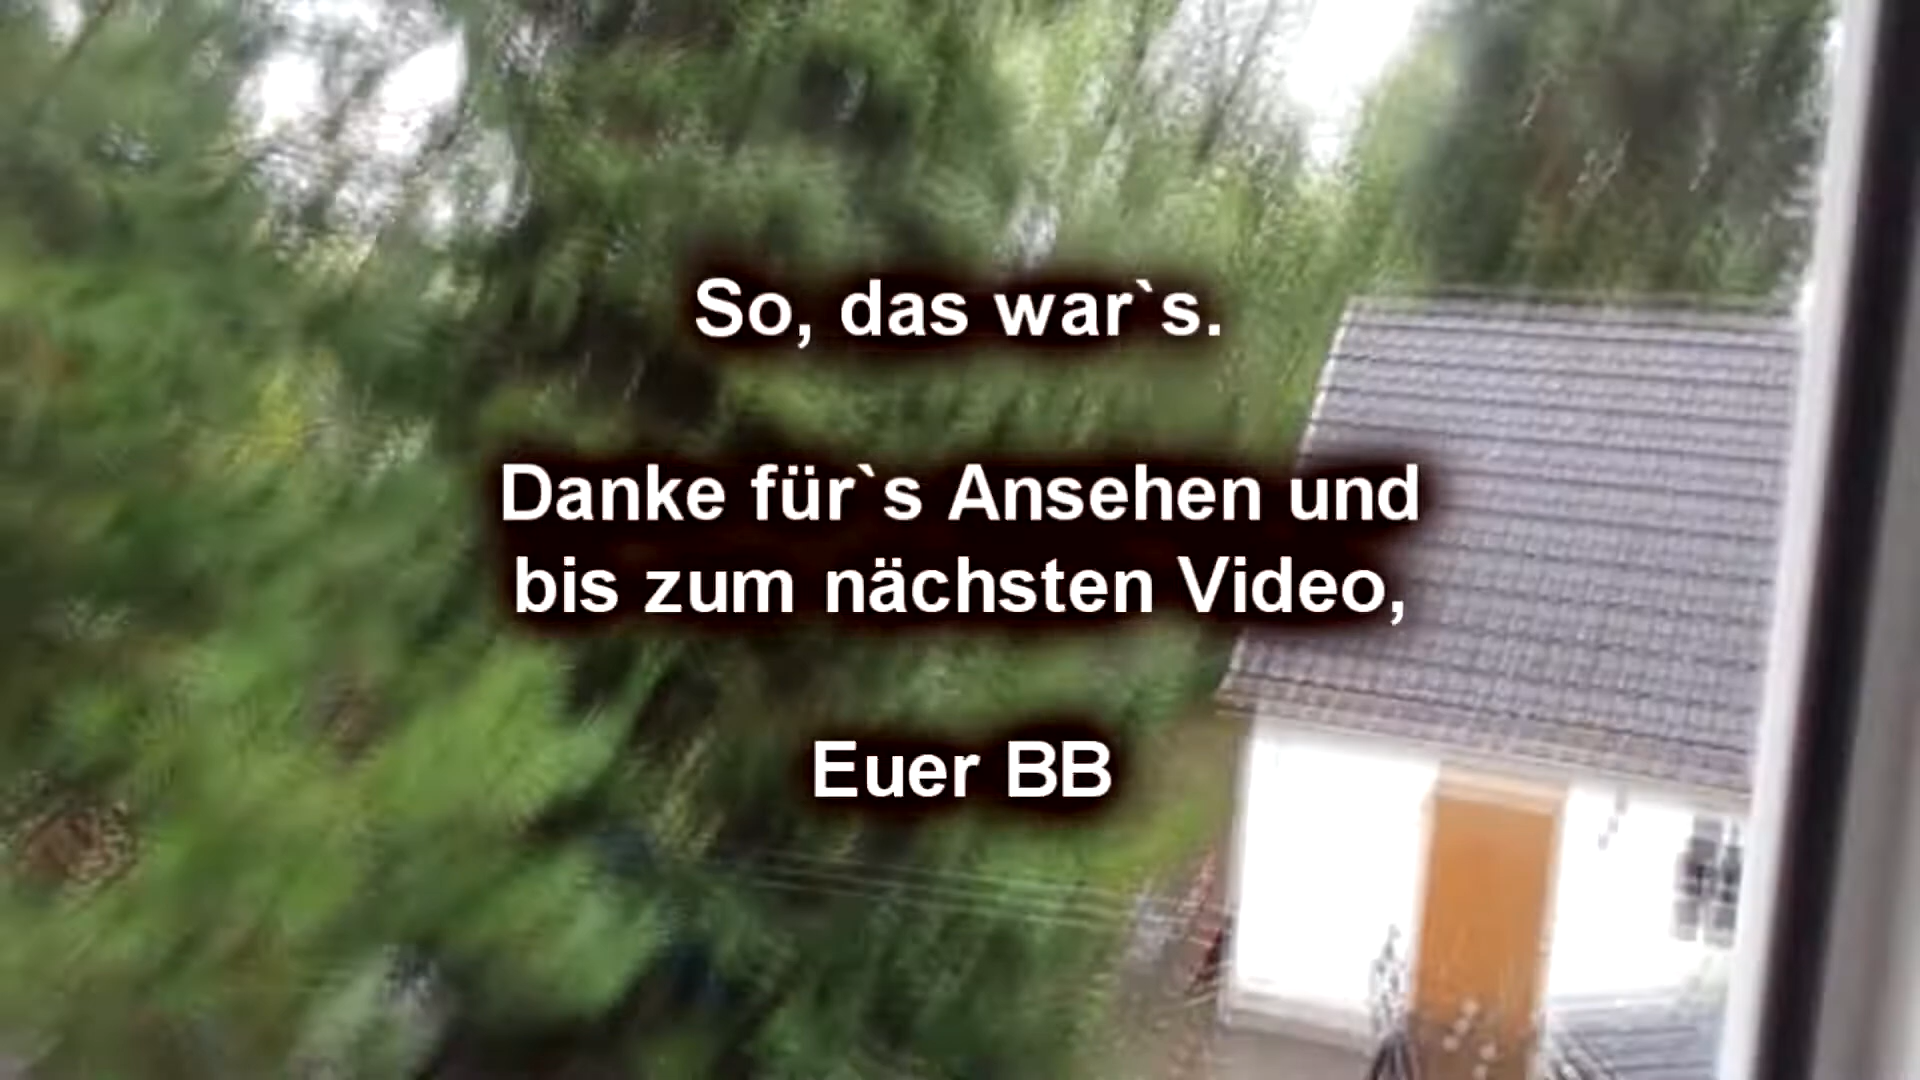 So, das war`s.
Danke für`s Ansehen und
bis zum nächsten Video,
Euer BB